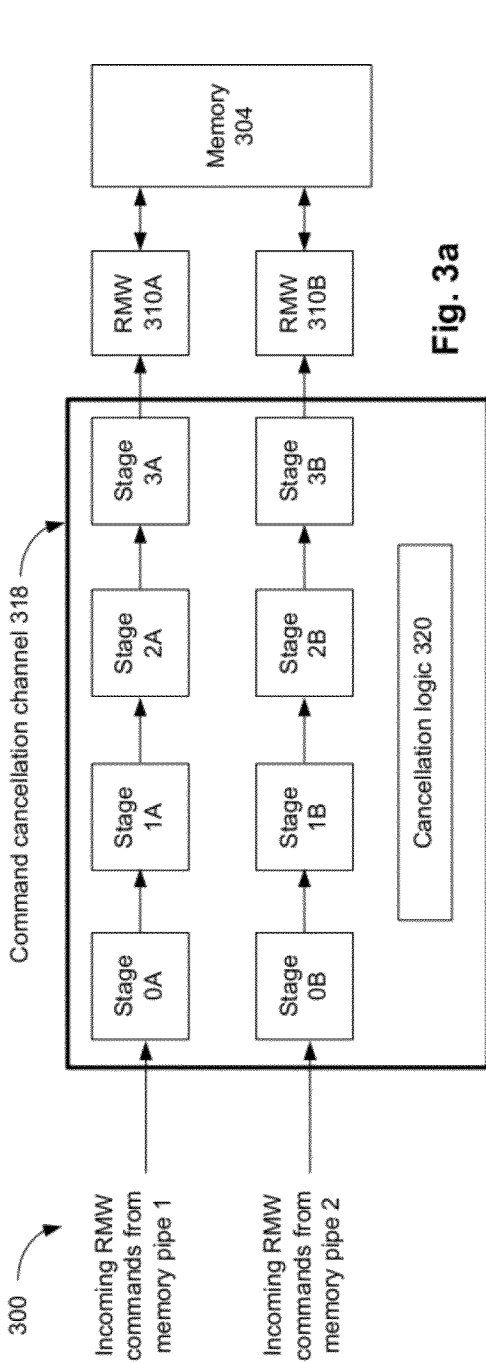 300
Command cancellation channel 318
Incoming RMW
commands from
memory pipe 1
Stage
0A
Stage
1A
Stage
2A
Stage
3A
RMW
310A
Memory
304
Incoming RMW
commands from
memory pipe 2
Stage
0B
Stage
1B
Stage
2B
Stage
3B
RMW
310B
Cancellation logic 320
Fig. 3a